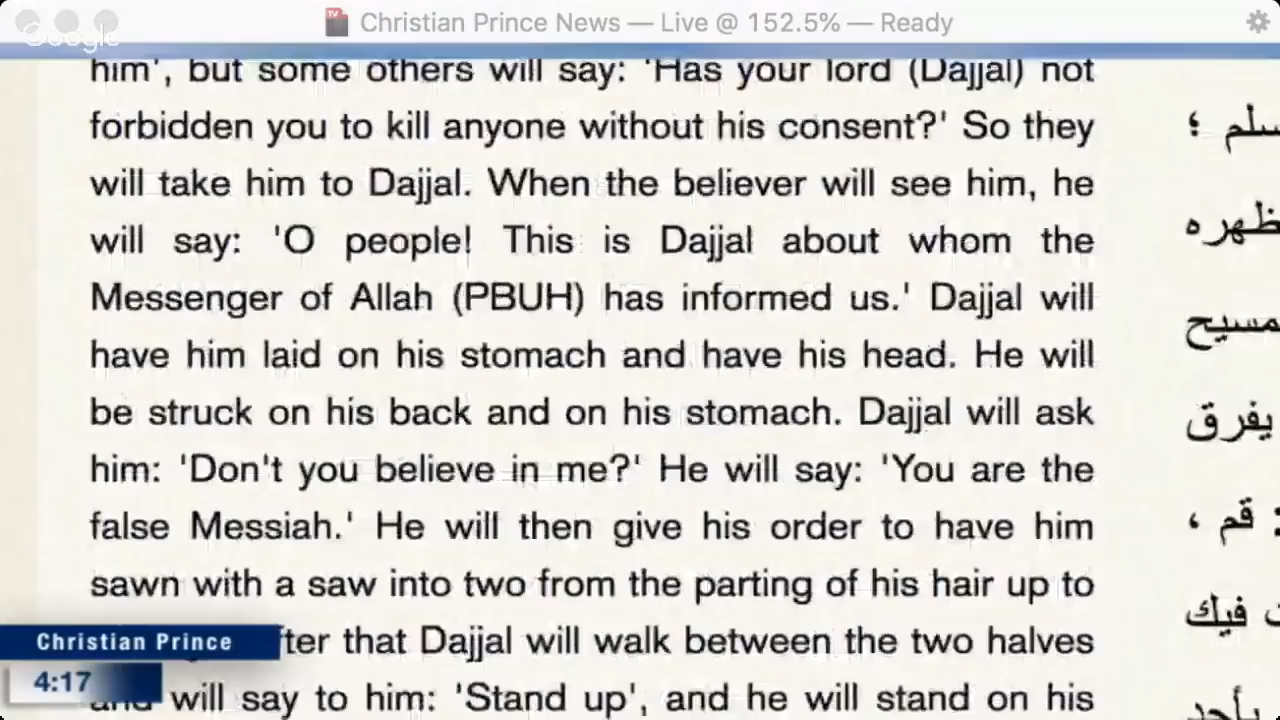 Christian Prince News — Live @ 152.5% — Ready
Google
him', but some others will say: 'Has your lord (Dajjal) not
forbidden you to kill anyone without his consent?' So they
will take him to Dajjal. When the believer will see him, he
will say: 'O people! This is Dajjal about whom the
Messenger of Allah (PBUH) has informed us.' Dajjal will
have him laid on his stomach and have his head. He will
be struck on his back and on his stomach. Dajjal will ask
him: 'Don't you believe in me?' He will say: 'You are the
false Messiah.' He will then give his order to have him
sawn with a saw into two from the parting of his hair up to
fter that Dajjal will walk between the two halves
and will say to him: 'Stand up', and he will stand on his
Christian Prince
4:17
سلم ؛
ظهره
مسيح
يفرق
: قم ،
فيك